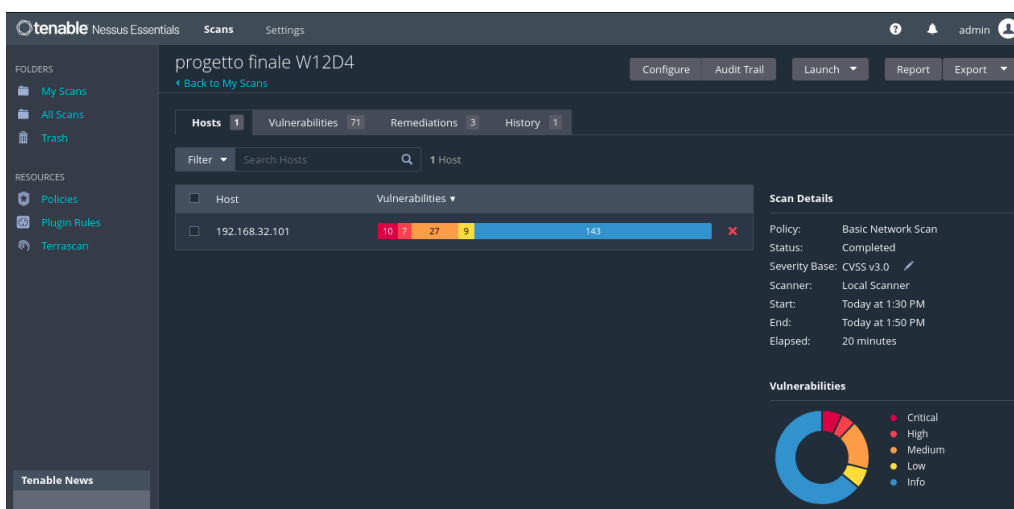 tenable Nessus Essentials Scans Settings admin
FOLDERS
My Scans
All Scans
Trash
RESOURCES
Policies
Plugin Rules
Terrascan
Tenable News
progetto finale W12D4
Back to My Scans
Configure Audit Trail Launch Report Export
Hosts 1 Vulnerabilities 71 Remediations 3 History 1
Filter Search Hosts 1 Host
Host Vulnerabilities
192.168.32.101 10 7 27 9 143
Scan Details
Policy: Basic Network Scan
Status: Completed
Severity Base: CVSS v3.0
Scanner: Local Scanner
Start: Today at 1:30 PM
End: Today at 1:50 PM
Elapsed: 20 minutes
Vulnerabilities
Critical
High
Medium
Low
Info